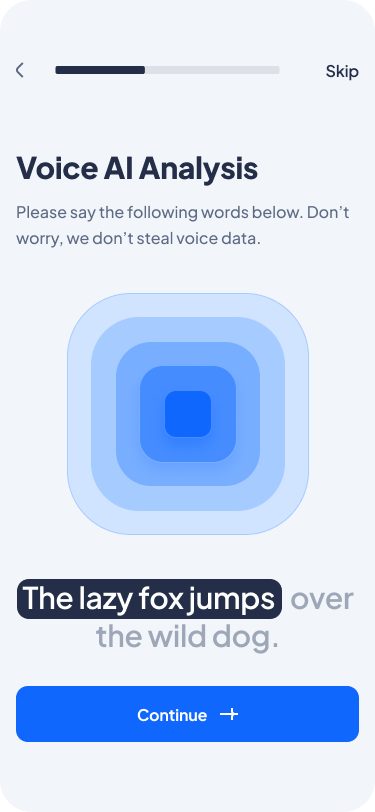 Skip
Voice AI Analysis
Please say the following words below. Don’t
worry, we don’t steal voice data.
The lazy fox jumps over
the wild dog.
Continue